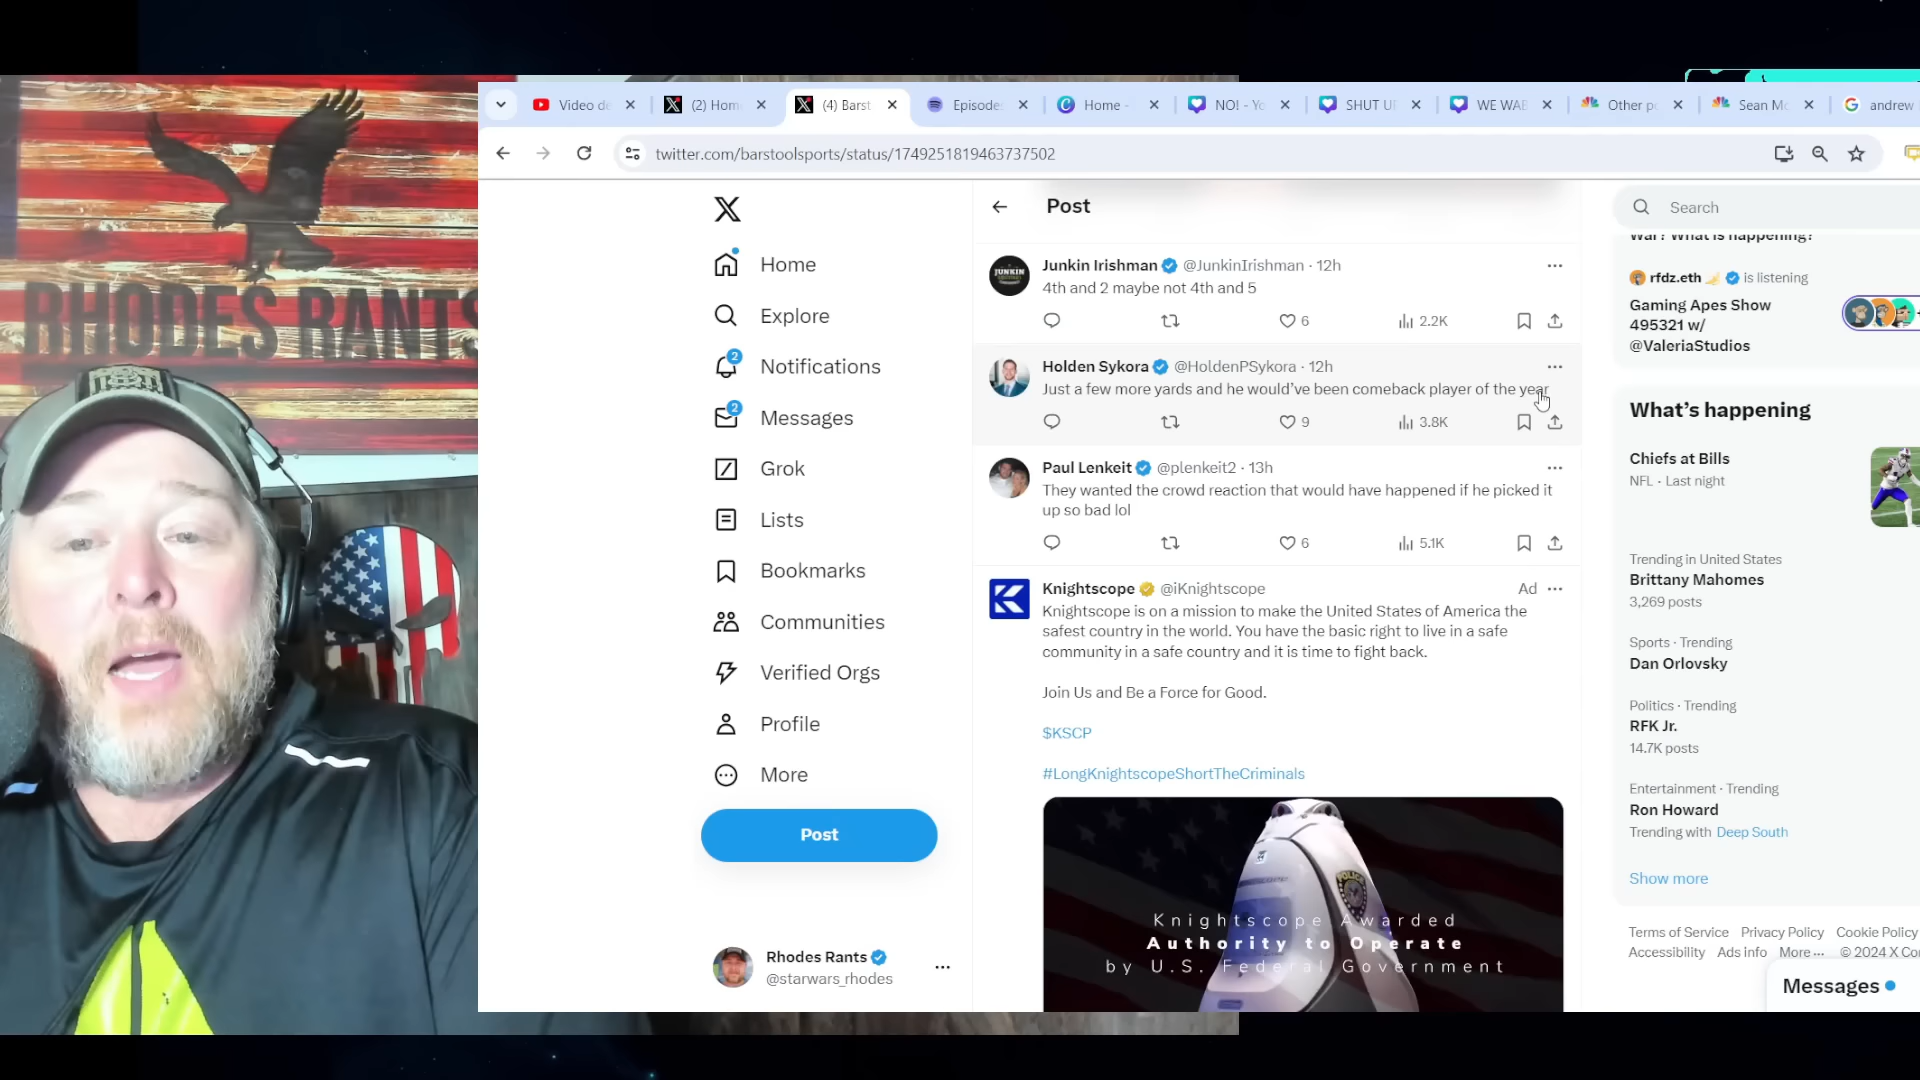 RHODES RANTS
Video de
(2) Hom
(4) Barst
Episode
Home -
NO! - Yo
SHUT U
WE WAB
Other p
Sean Mc
andrew
twitter.com/barstoolsports/status/1749251819463737502
Home
Explore
2
Notifications
2
Messages
Grok
Lists
Bookmarks
Communities
Verified Orgs
Profile
More
Post
Rhodes Rants
@starwars_rhodes
Post
Junkin Irishman @JunkinIrishman · 12h
4th and 2 maybe not 4th and 5
6 2.2K
Holden Sykora @HoldenPSykora · 12h
Just a few more yards and he would've been comeback player of the year
9 3.8K
Paul Lenkeit @plenkeit2 · 13h
They wanted the crowd reaction that would have happened if he picked it
up so bad lol
6 5.1K
Knightscope @iKnightscope Ad
Knightscope is on a mission to make the United States of America the
safest country in the world. You have the basic right to live in a safe
community in a safe country and it is time to fight back.
Join Us and Be a Force for Good.
$KSCP
#LongKnightscopeShortTheCriminals
POLICE
Knightscope Awarded
Authority to Operate
by U.S. Federal Government
Search
War? What is happening?
rfdz.eth is listening
Gaming Apes Show
495321 w/
@ValeriaStudios
What's happening
Chiefs at Bills
NFL · Last night
Trending in United States
Brittany Mahomes
3,269 posts
Sports · Trending
Dan Orlovsky
Politics · Trending
RFK Jr.
14.7K posts
Entertainment · Trending
Ron Howard
Trending with Deep South
Show more
Terms of Service Privacy Policy Cookie Policy
Accessibility Ads info More ··· © 2024 X Co
Messages